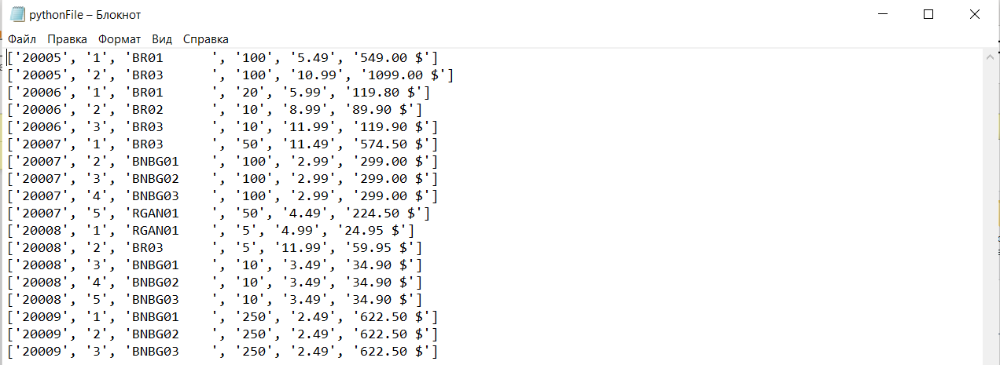 pythonFile – Блокнот
Файл Правка Формат Вид Справка
['20005', '1', 'BR01      ', '100', '5.49', '549.00 $']
['20005', '2', 'BR03      ', '100', '10.99', '1099.00 $']
['20006', '1', 'BR01      ', '20', '5.99', '119.80 $']
['20006', '2', 'BR02      ', '10', '8.99', '89.90 $']
['20006', '3', 'BR03      ', '10', '11.99', '119.90 $']
['20007', '1', 'BR03      ', '50', '11.49', '574.50 $']
['20007', '2', 'BNBG01    ', '100', '2.99', '299.00 $']
['20007', '3', 'BNBG02    ', '100', '2.99', '299.00 $']
['20007', '4', 'BNBG03    ', '100', '2.99', '299.00 $']
['20007', '5', 'RGAN01    ', '50', '4.49', '224.50 $']
['20008', '1', 'RGAN01    ', '5', '4.99', '24.95 $']
['20008', '2', 'BR03      ', '5', '11.99', '59.95 $']
['20008', '3', 'BNBG01    ', '10', '3.49', '34.90 $']
['20008', '4', 'BNBG02    ', '10', '3.49', '34.90 $']
['20008', '5', 'BNBG03    ', '10', '3.49', '34.90 $']
['20009', '1', 'BNBG01    ', '250', '2.49', '622.50 $']
['20009', '2', 'BNBG02    ', '250', '2.49', '622.50 $']
['20009', '3', 'BNBG03    ', '250', '2.49', '622.50 $']